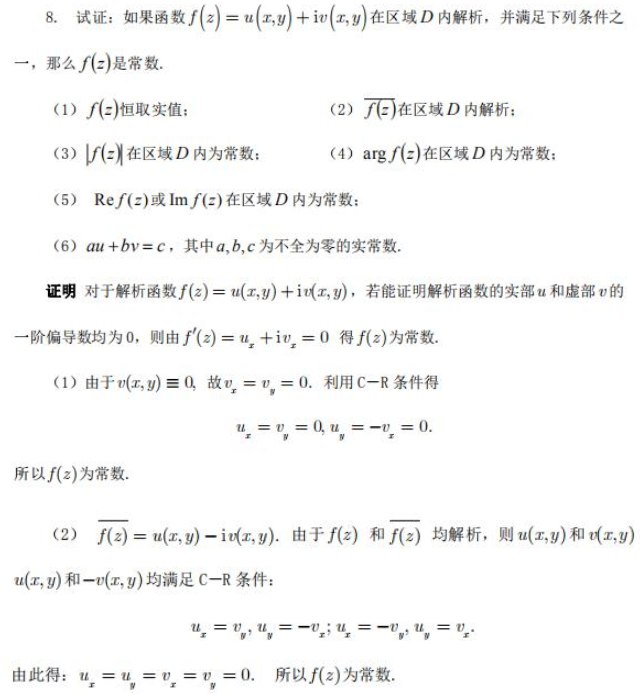 8. 试证：如果函数 f(z) = u(x,y) + iv(x,y) 在区域 D 内解析，并满足下列条件之
一，那么 f(z) 是常数.
（1） f(z) 恒取实值； （2） \overline{f(z)} 在区域 D 内解析；
（3） |f(z)| 在区域 D 内为常数； （4） arg f(z) 在区域 D 内为常数；
（5） Re f(z) 或 Im f(z) 在区域 D 内为常数；
（6） au + bv = c，其中 a,b,c 为不全为零的实常数.
证明 对于解析函数 f(z) = u(x,y) + iv(x,y)，若能证明解析函数的实部 u 和虚部 v 的
一阶偏导数均为 0，则由 f′(z) = u_x + iv_x = 0 得 f(z) 为常数.
（1）由于 v(x,y) ≡ 0, 故 v_x = v_y = 0. 利用 C－R 条件得
u_x = v_y = 0, u_y = −v_x = 0.
所以 f(z) 为常数.
（2） \overline{f(z)} = u(x,y) − iv(x,y). 由于 f(z) 和 \overline{f(z)} 均解析，则 u(x,y) 和 v(x,y)
u(x,y) 和 −v(x,y) 均满足 C－R 条件：
u_x = v_y, u_y = −v_x; u_x = −v_y, u_y = v_x.
由此得：u_x = u_y = v_x = v_y = 0. 所以 f(z) 为常数.